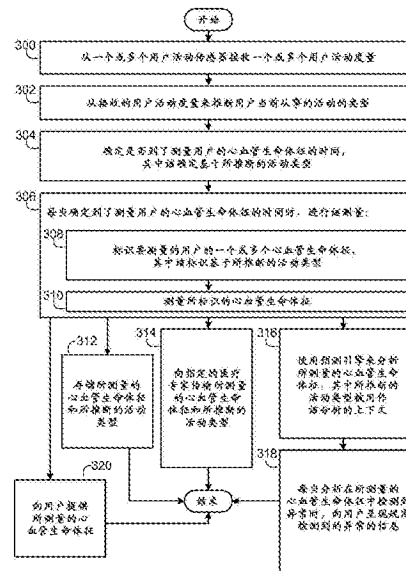 开始
300
从一个或多个用户活动传感器接收一个或多个用户活动度量
302
从接收的用户活动度量来推断用户当前从事的活动的类型
304
确定是否到了测量用户的心血管生命体征的时间，
其中该确定基于所推断的活动类型
306
每当确定到了测量用户的心血管生命体征的时间时，进行该测量：
308
标识要测量的用户的一个或多个心血管生命体征，
其中该标识基于所推断的活动类型
310
测量所标识的心血管生命体征
312
存储所测量的
心血管生命体征
和所推断的活动
类型
314
向指定的医疗
专家传输所测量
的心血管生命体
征和所推断的
活动类型
316
使用推测引擎来分析
所测量的心血管生命
体征，其中所推断的
活动类型被用作
该分析的上下文
318
每当分析在所测量的
心血管生命体征中检测到
异常时，向用户呈现关于
检测到的异常的信息
320
向用户提供
所测量的心
血管生命体征
结束